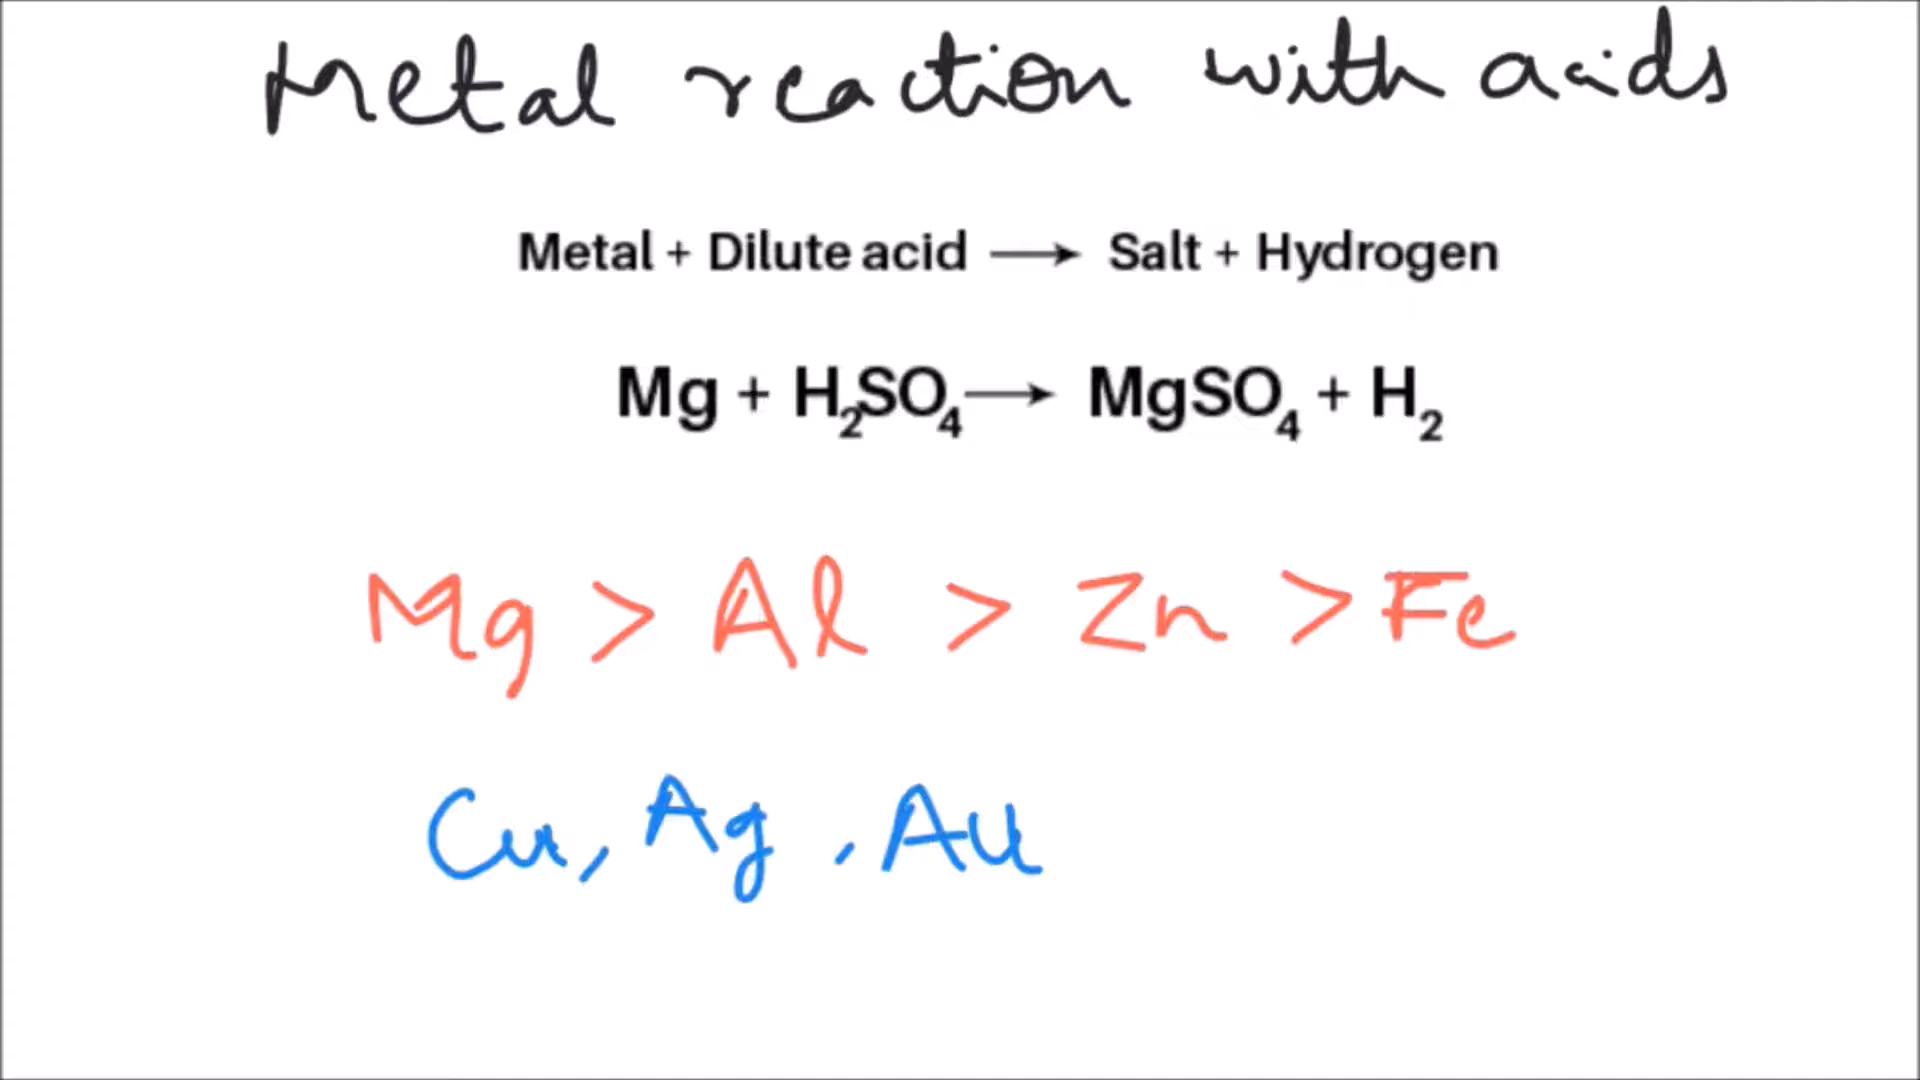 Metal reaction with acids
Metal + Dilute acid → Salt + Hydrogen
Mg + H₂SO₄ → MgSO₄ + H₂
Mg > Al > Zn > Fe
Cu, Ag, Au